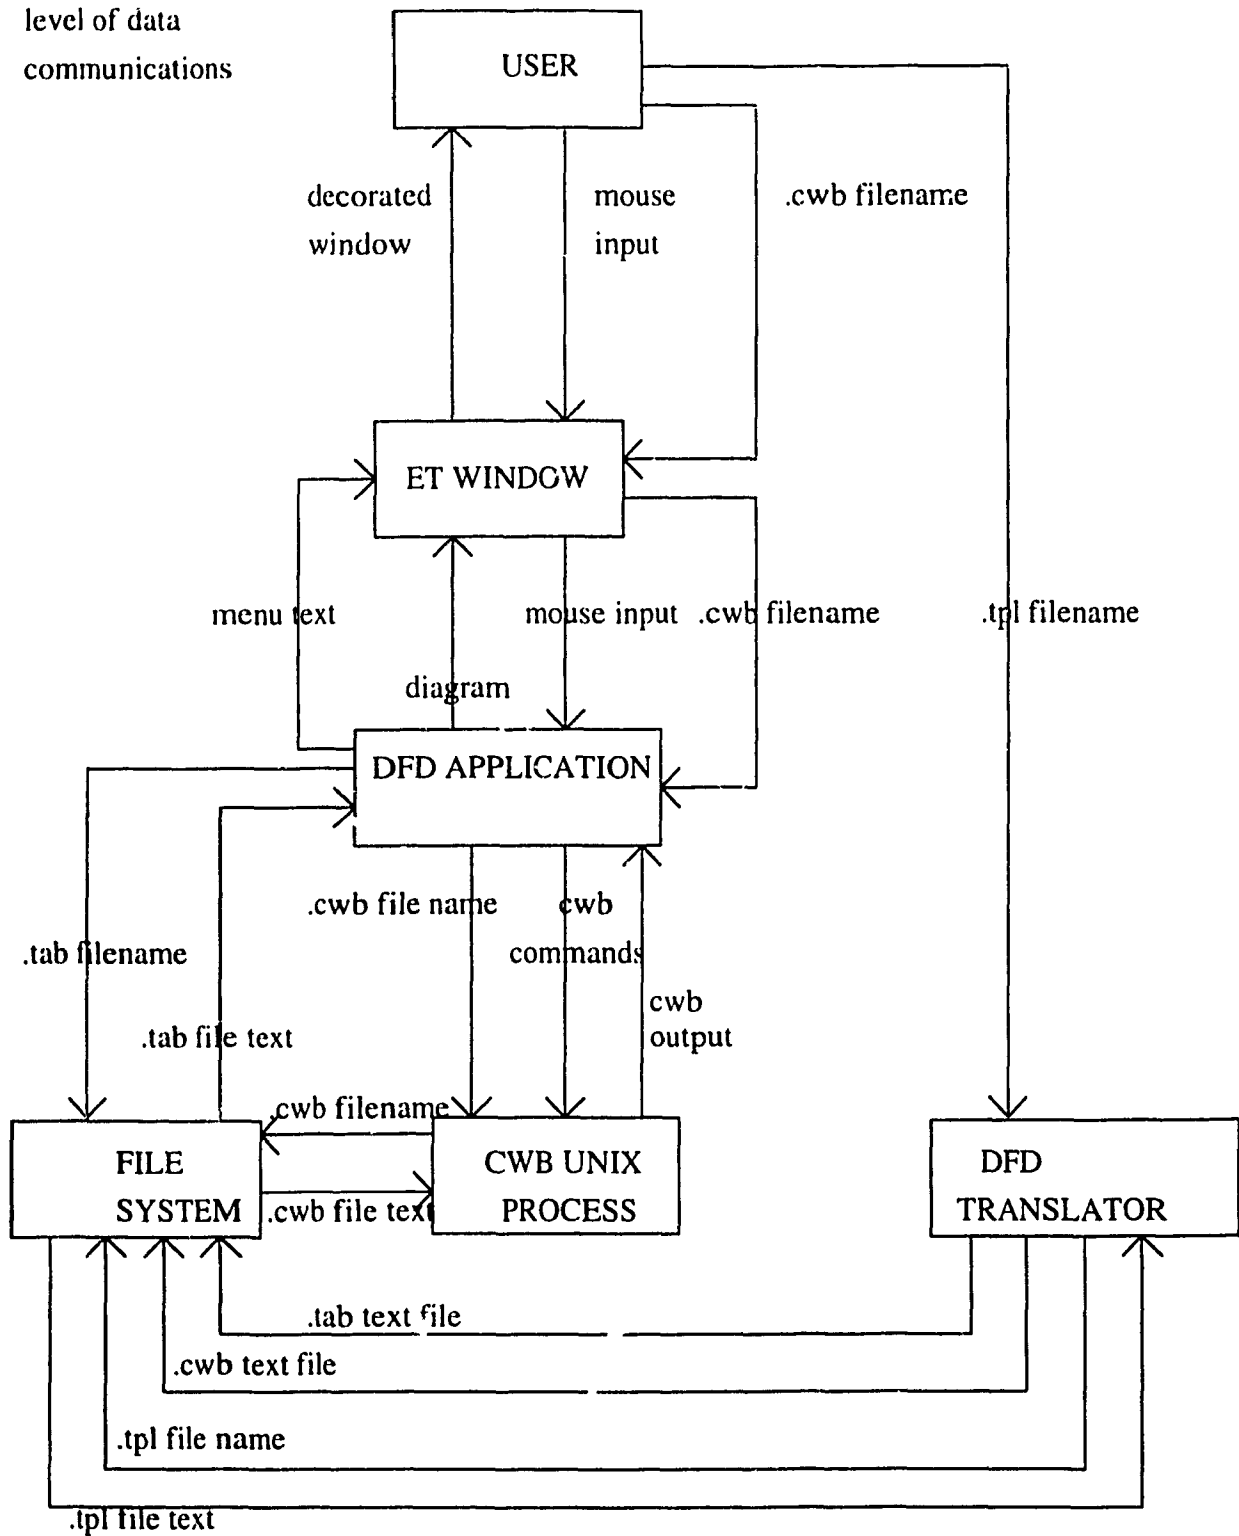 level of data
communications
USER
decorated
window
mouse
input
.cwb filename
ET WINDOW
menu text
mouse input
.cwb filename
.tpl filename
diagram
DFD APPLICATION
.cwb file name
cwb
commands
.tab filename
cwb
output
.tab file text
.cwb filename
FILE
SYSTEM
CWB UNIX
PROCESS
.cwb file text
DFD
TRANSLATOR
.tab text file
.cwb text file
.tpl file name
.tpl file text